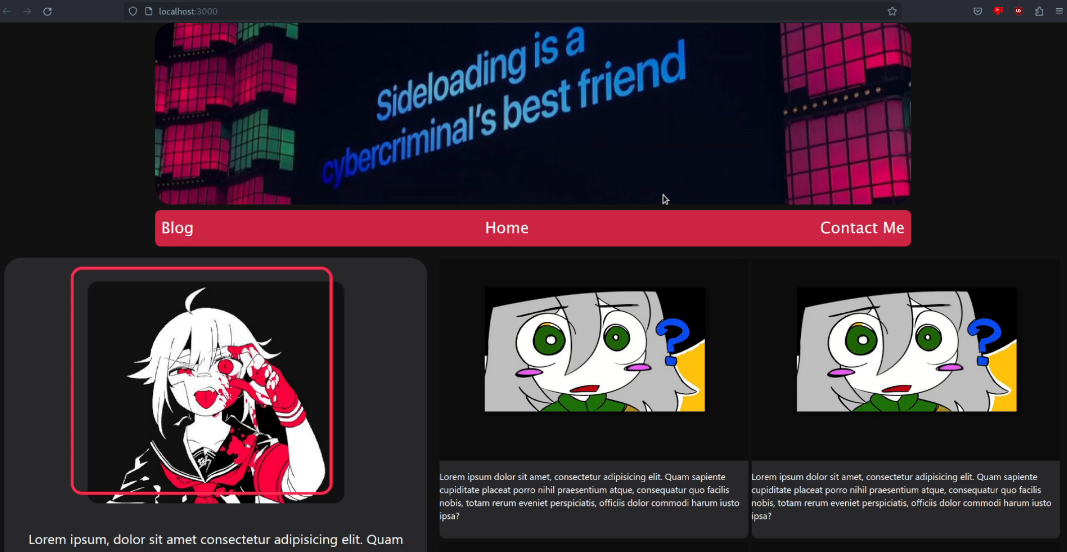 localhost:3000
Sideloading is a
cybercriminal's best friend
Blog
Home
Contact Me
Lorem ipsum, dolor sit amet consectetur adipisicing elit. Quam
Lorem ipsum dolor sit amet, consectetur adipisicing elit. Quam sapiente
cupiditate placeat porro nihil praesentium atque, consequatur quo facilis
nobis, totam rerum eveniet perspiciatis, officiis dolor commodi harum iusto
ipsa?
Lorem ipsum dolor sit amet, consectetur adipisicing elit. Quam sapiente
cupiditate placeat porro nihil praesentium atque, consequatur quo facilis
nobis, totam rerum eveniet perspiciatis, officiis dolor commodi harum iusto
ipsa?